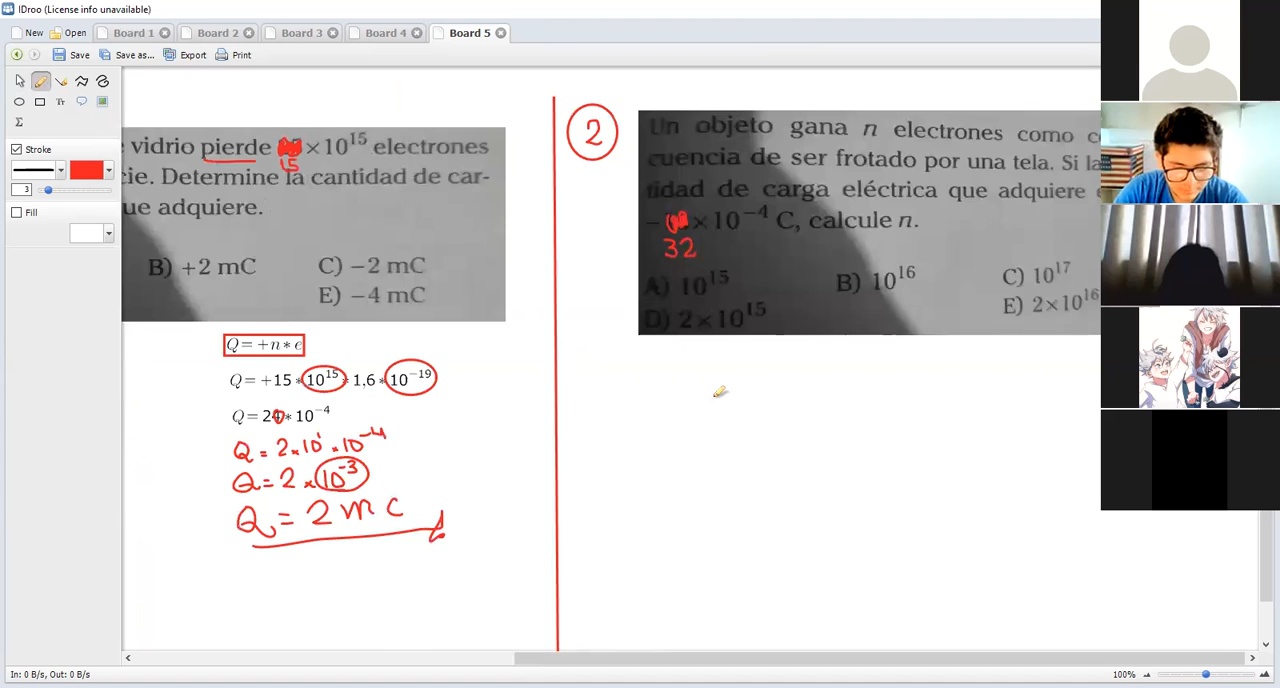 IDroo (License info unavailable)
New Open Board 1 Board 2 Board 3 Board 4 Board 5
Save Save as... Export Print
Tr
Σ
Stroke
3
Fill
vidrio pierde 15 ×10¹⁵ electrones
cie. Determine la cantidad de car-
que adquiere.
B) +2 mC C) −2 mC
E) −4 mC
Q = +n * e
Q = +15 * 10¹⁵ * 1,6 * 10⁻¹⁹
Q = 24 * 10⁻⁴
Q = 2 × 10¹ × 10⁻⁴
Q = 2 × 10⁻³
Q = 2 mC
2
Un objeto gana n electrones como c
cuencia de ser frotado por una tela. Si la
tidad de carga eléctrica que adquiere e
− ×10⁻⁴ C, calcule n.
32
A) 10¹⁵ B) 10¹⁶ C) 10¹⁷
D) 2×10¹⁵ E) 2×10¹⁶
In: 0 B/s, Out: 0 B/s 100%